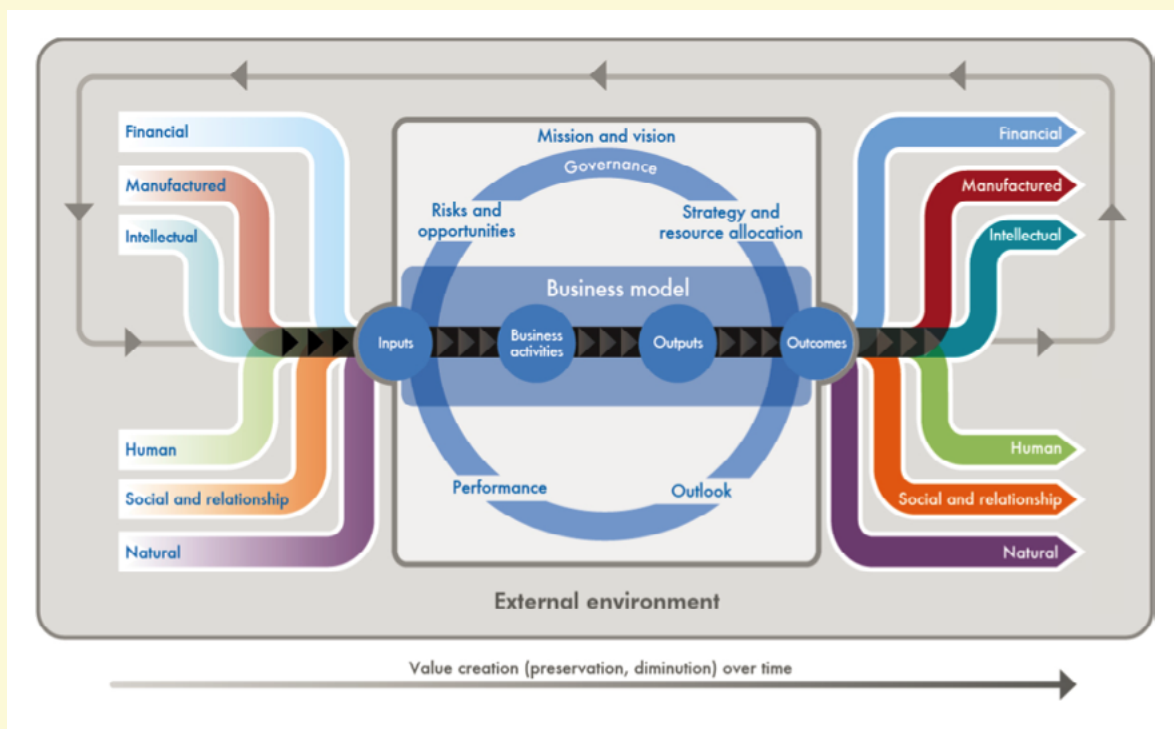 Financial
Manufactured
Intellectual
Human
Social and relationship
Natural
Mission and vision
Governance
Risks and
opportunities
Strategy and
resource allocation
Business model
Inputs
Business
activities
Outputs
Outcomes
Performance
Outlook
Financial
Manufactured
Intellectual
Human
Social and relationship
Natural
External environment
Value creation (preservation, diminution) over time